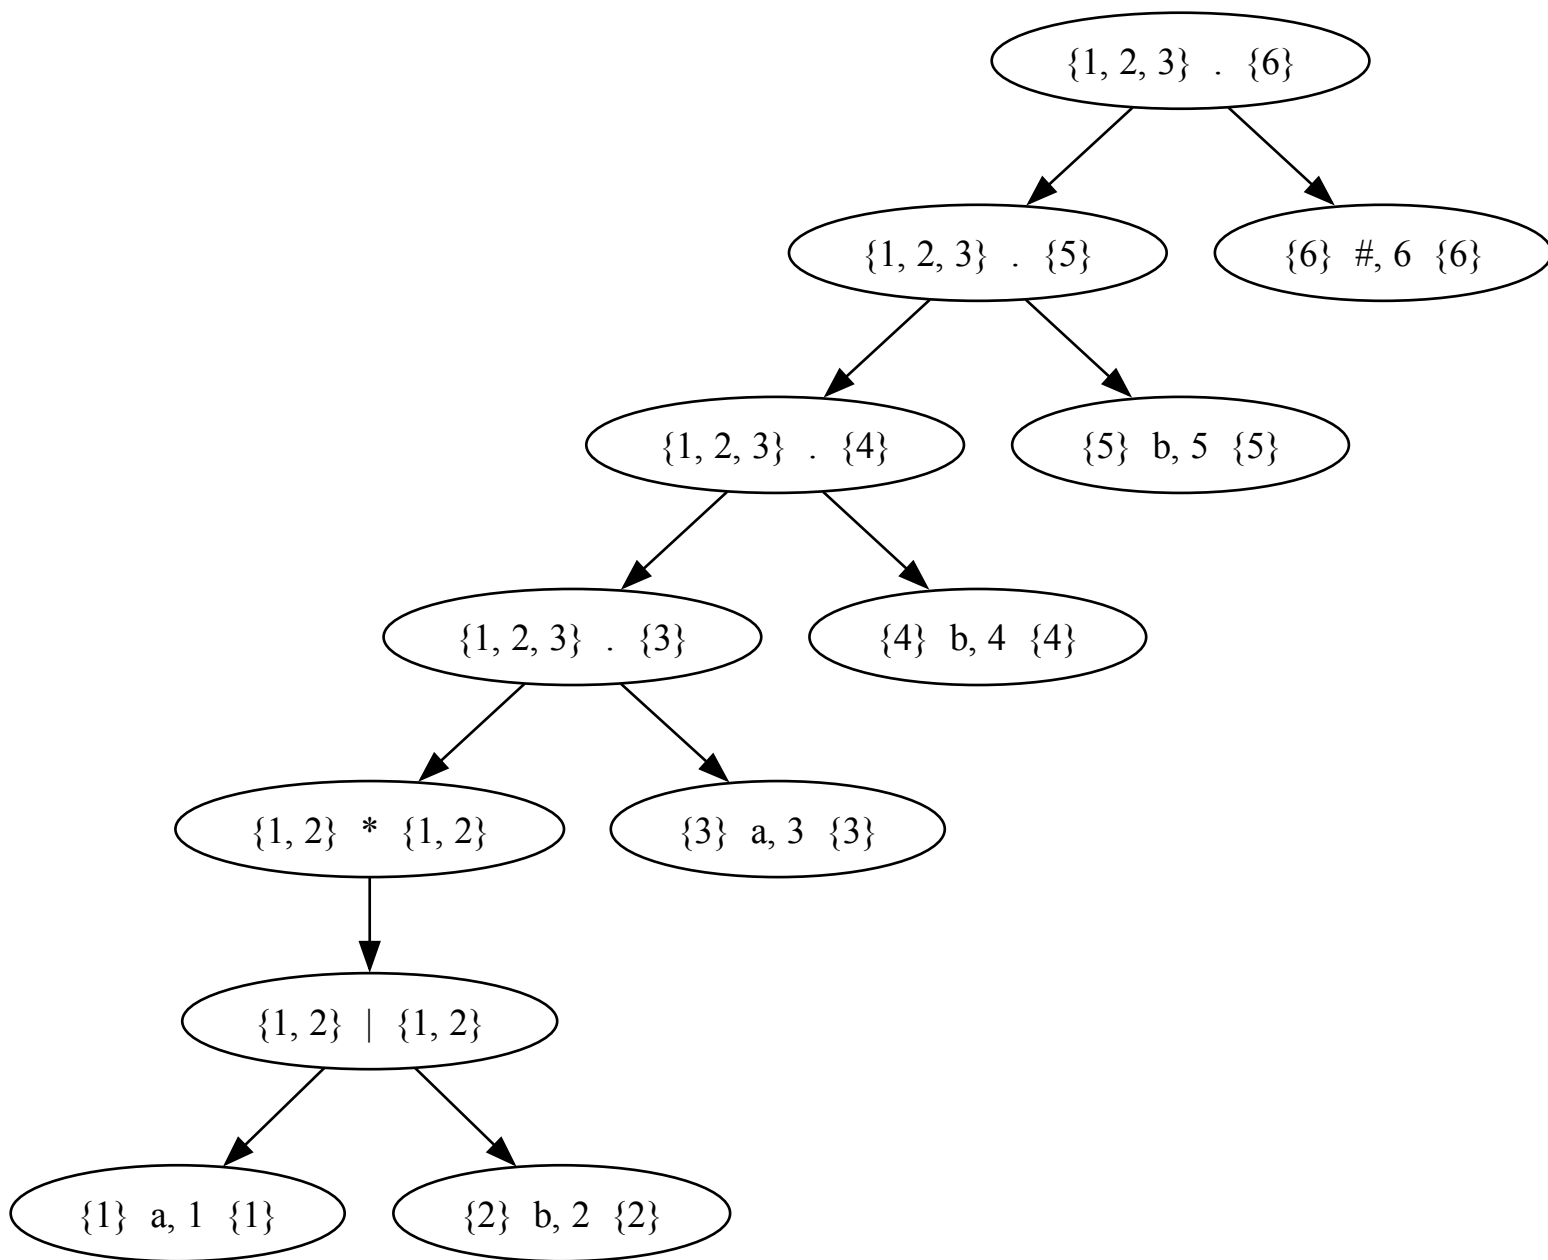 {1, 2, 3} . {6}
{1, 2, 3} . {5}
{6} #, 6 {6}
{1, 2, 3} . {4}
{5} b, 5 {5}
{1, 2, 3} . {3}
{4} b, 4 {4}
{1, 2} * {1, 2}
{3} a, 3 {3}
{1, 2} | {1, 2}
{1} a, 1 {1}
{2} b, 2 {2}